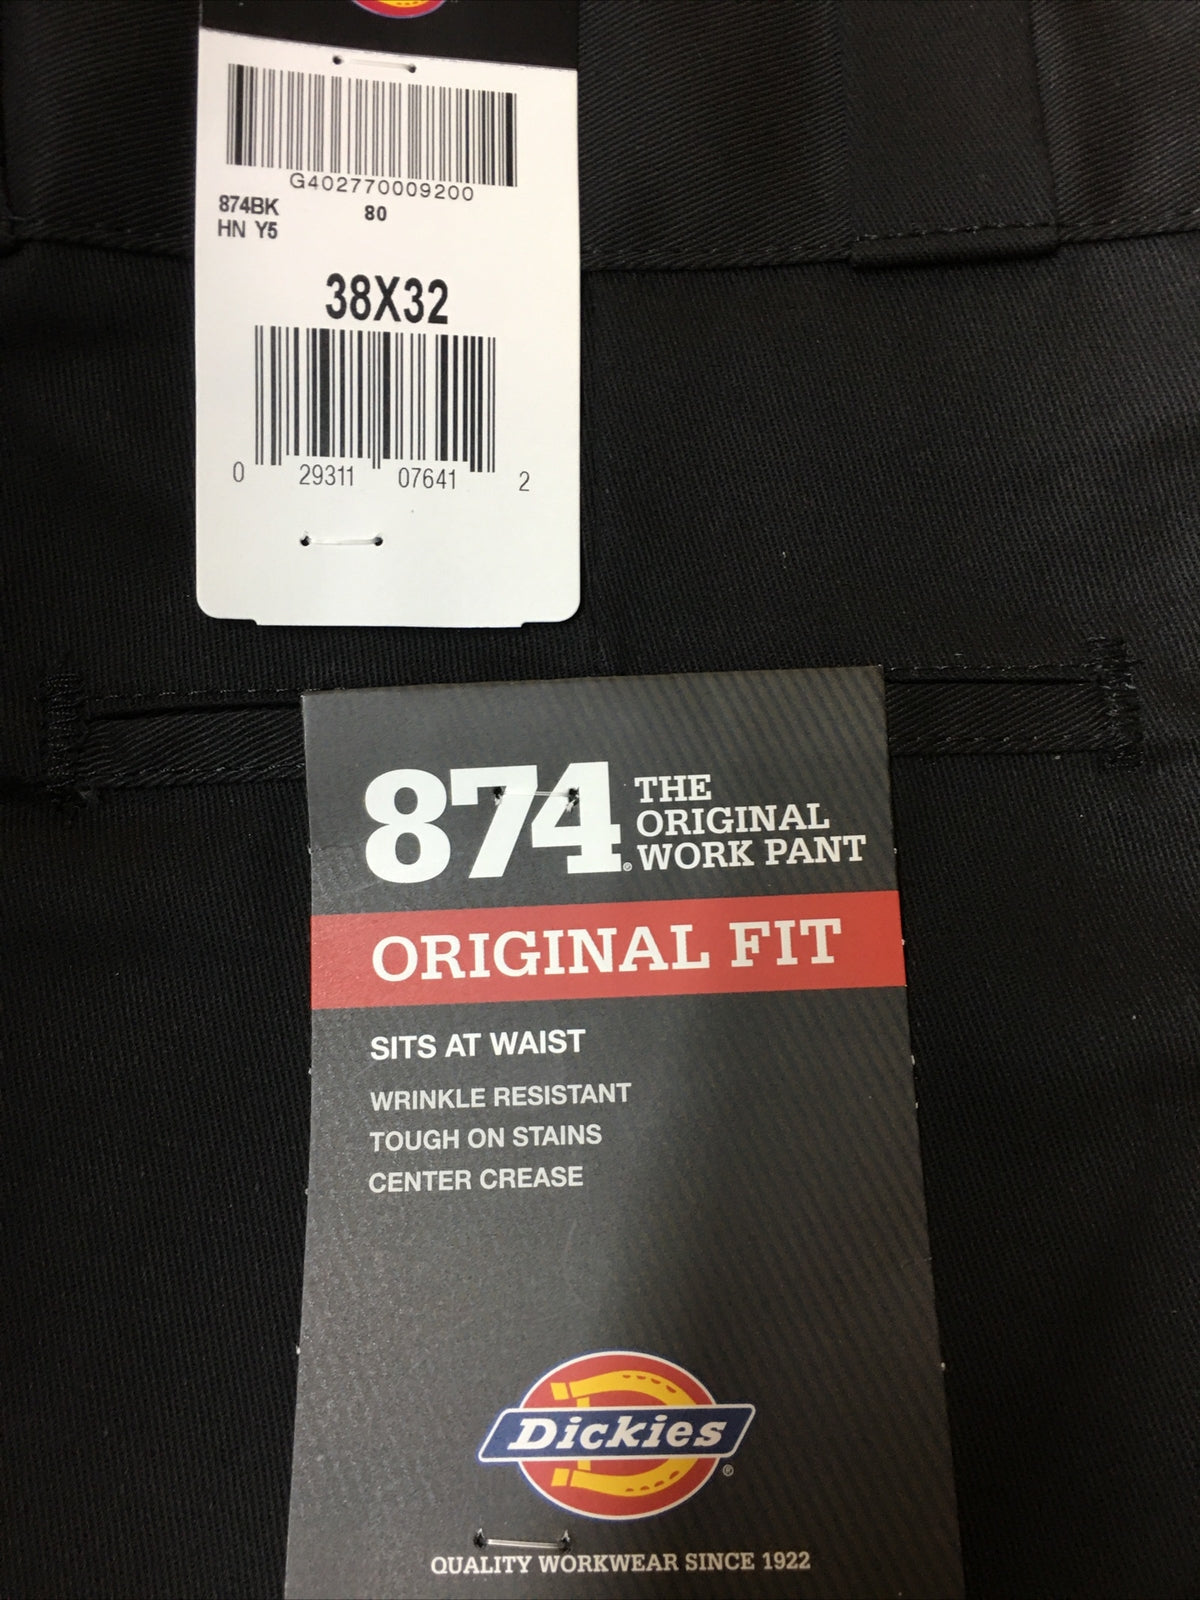 G402770009200
874BK 80
HN Y5
38X32
0 29311 07641 2
874® THE
ORIGINAL
WORK PANT
ORIGINAL FIT
SITS AT WAIST
WRINKLE RESISTANT
TOUGH ON STAINS
CENTER CREASE
Dickies®
QUALITY WORKWEAR SINCE 1922